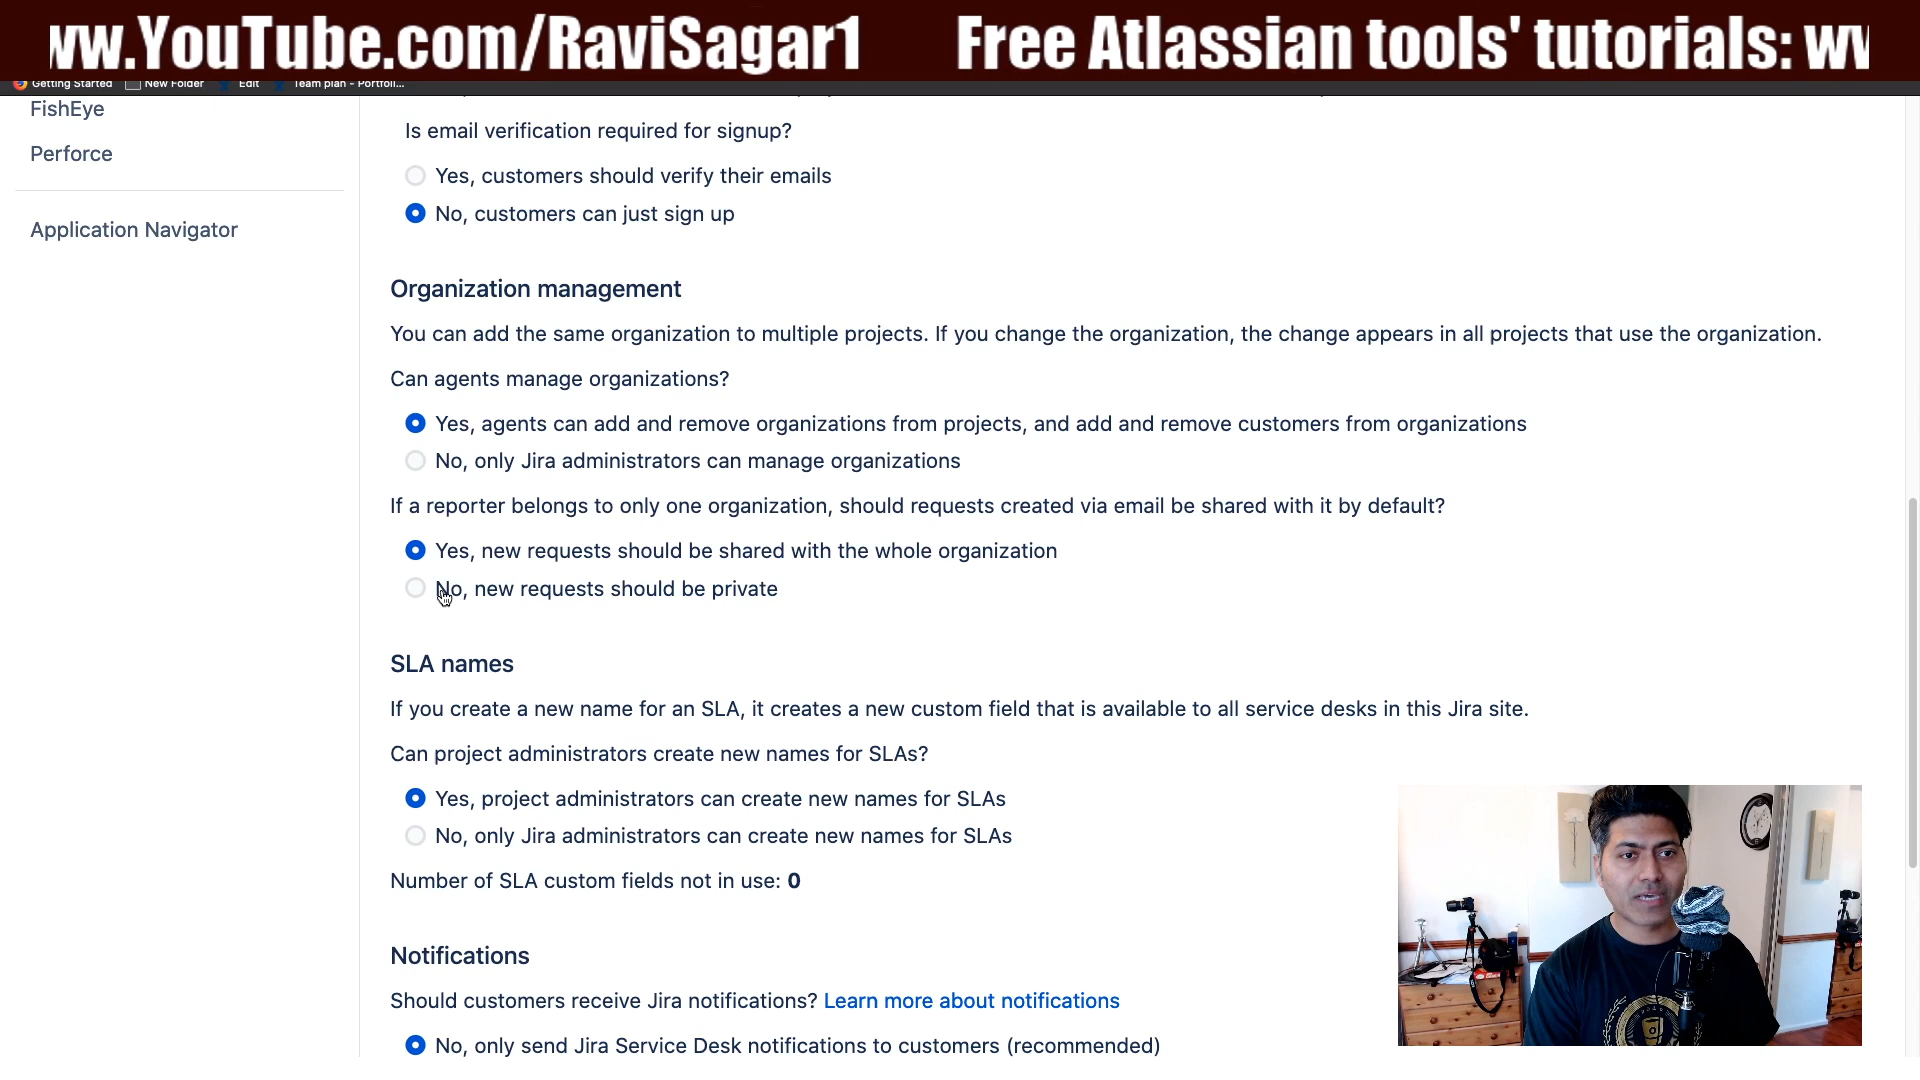 ww.YouTube.com/RaviSagar1 Free Atlassian tools' tutorials: wv
Getting Started New Folder Edit Team plan - Portfoli...
FishEye
Perforce
Application Navigator
Is email verification required for signup?
Yes, customers should verify their emails
No, customers can just sign up
Organization management
You can add the same organization to multiple projects. If you change the organization, the change appears in all projects that use the organization.
Can agents manage organizations?
Yes, agents can add and remove organizations from projects, and add and remove customers from organizations
No, only Jira administrators can manage organizations
If a reporter belongs to only one organization, should requests created via email be shared with it by default?
Yes, new requests should be shared with the whole organization
No, new requests should be private
SLA names
If you create a new name for an SLA, it creates a new custom field that is available to all service desks in this Jira site.
Can project administrators create new names for SLAs?
Yes, project administrators can create new names for SLAs
No, only Jira administrators can create new names for SLAs
Number of SLA custom fields not in use: 0
Notifications
Should customers receive Jira notifications? Learn more about notifications
No, only send Jira Service Desk notifications to customers (recommended)